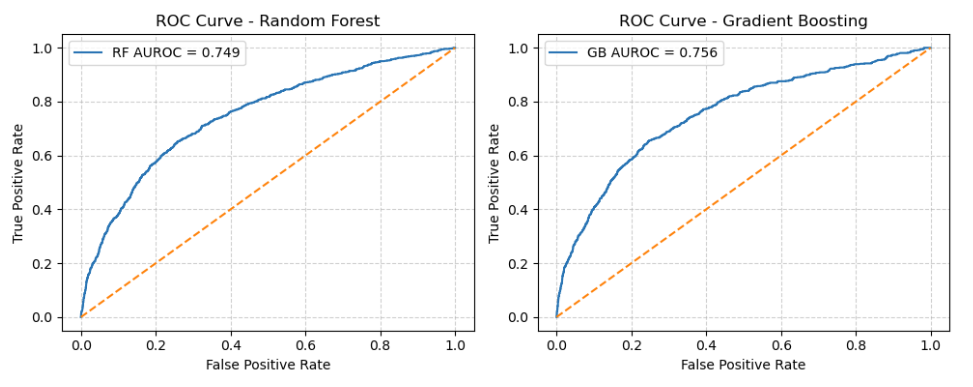 ROC Curve - Random Forest
RF AUROC = 0.749
True Positive Rate
1.0
0.8
0.6
0.4
0.2
0.0
0.0 0.2 0.4 0.6 0.8 1.0
False Positive Rate
ROC Curve - Gradient Boosting
GB AUROC = 0.756
True Positive Rate
1.0
0.8
0.6
0.4
0.2
0.0
0.0 0.2 0.4 0.6 0.8 1.0
False Positive Rate